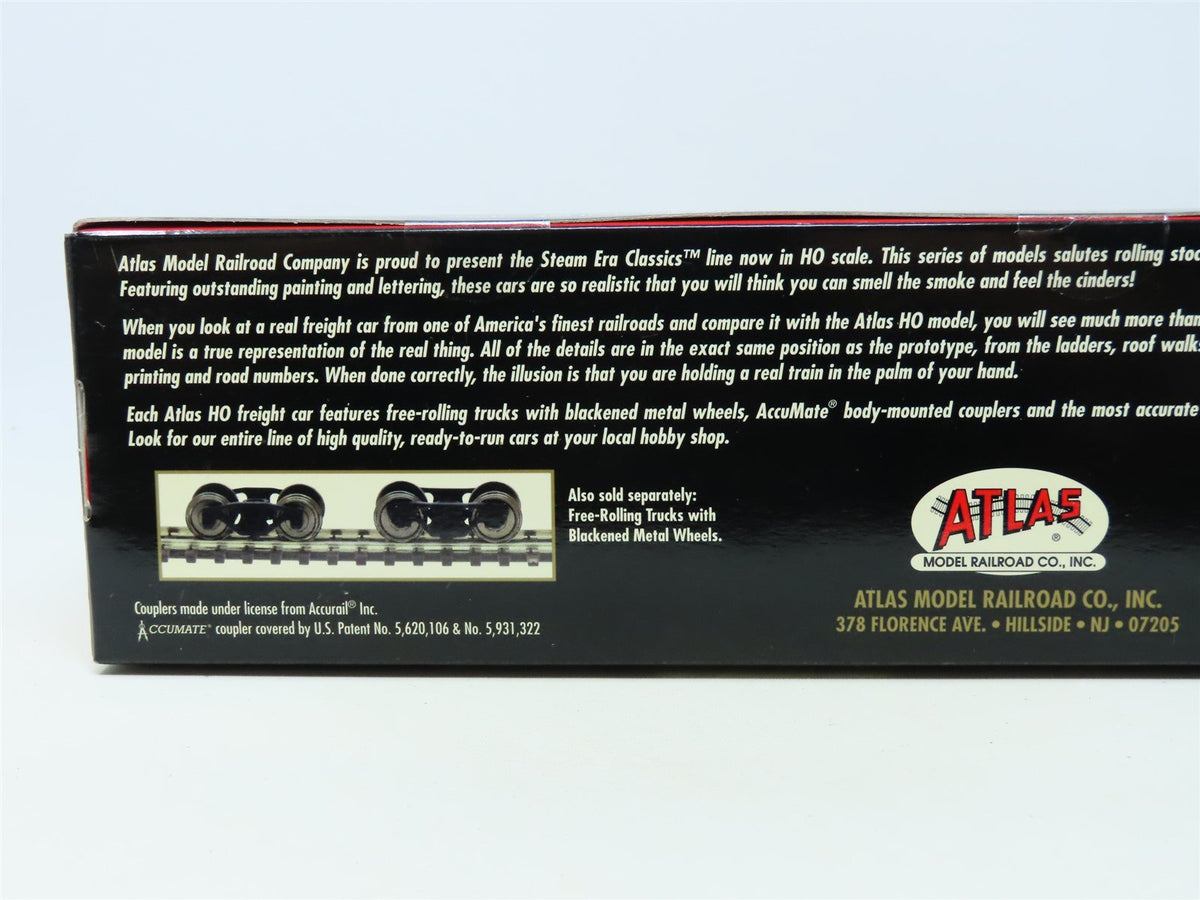 Atlas Model Railroad Company is proud to present the Steam Era Classics™ line now in HO scale. This series of models salutes rolling
Featuring outstanding painting and lettering, these cars are so realistic that you will think you can smell the smoke and feel the cinders!
When you look at a real freight car from one of America's finest railroads and compare it with the Atlas HO model, you will see much more than
model is a true representation of the real thing. All of the details are in the exact same position as the prototype, from the ladders, roof walks
printing and road numbers. When done correctly, the illusion is that you are holding a real train in the palm of your hand.
Each Atlas HO freight car features free-rolling trucks with blackened metal wheels, AccuMate® body-mounted couplers and the most accurate
Look for our entire line of high quality, ready-to-run cars at your local hobby shop.
Also sold separately:
Free-Rolling Trucks with
Blackened Metal Wheels.
ATLAS®
MODEL RAILROAD CO., INC.
Couplers made under license from Accurail® Inc.
ACCUMATE® coupler covered by U.S. Patent No. 5,620,106 & No. 5,931,322
ATLAS MODEL RAILROAD CO., INC.
378 FLORENCE AVE. • HILLSIDE • NJ • 07205